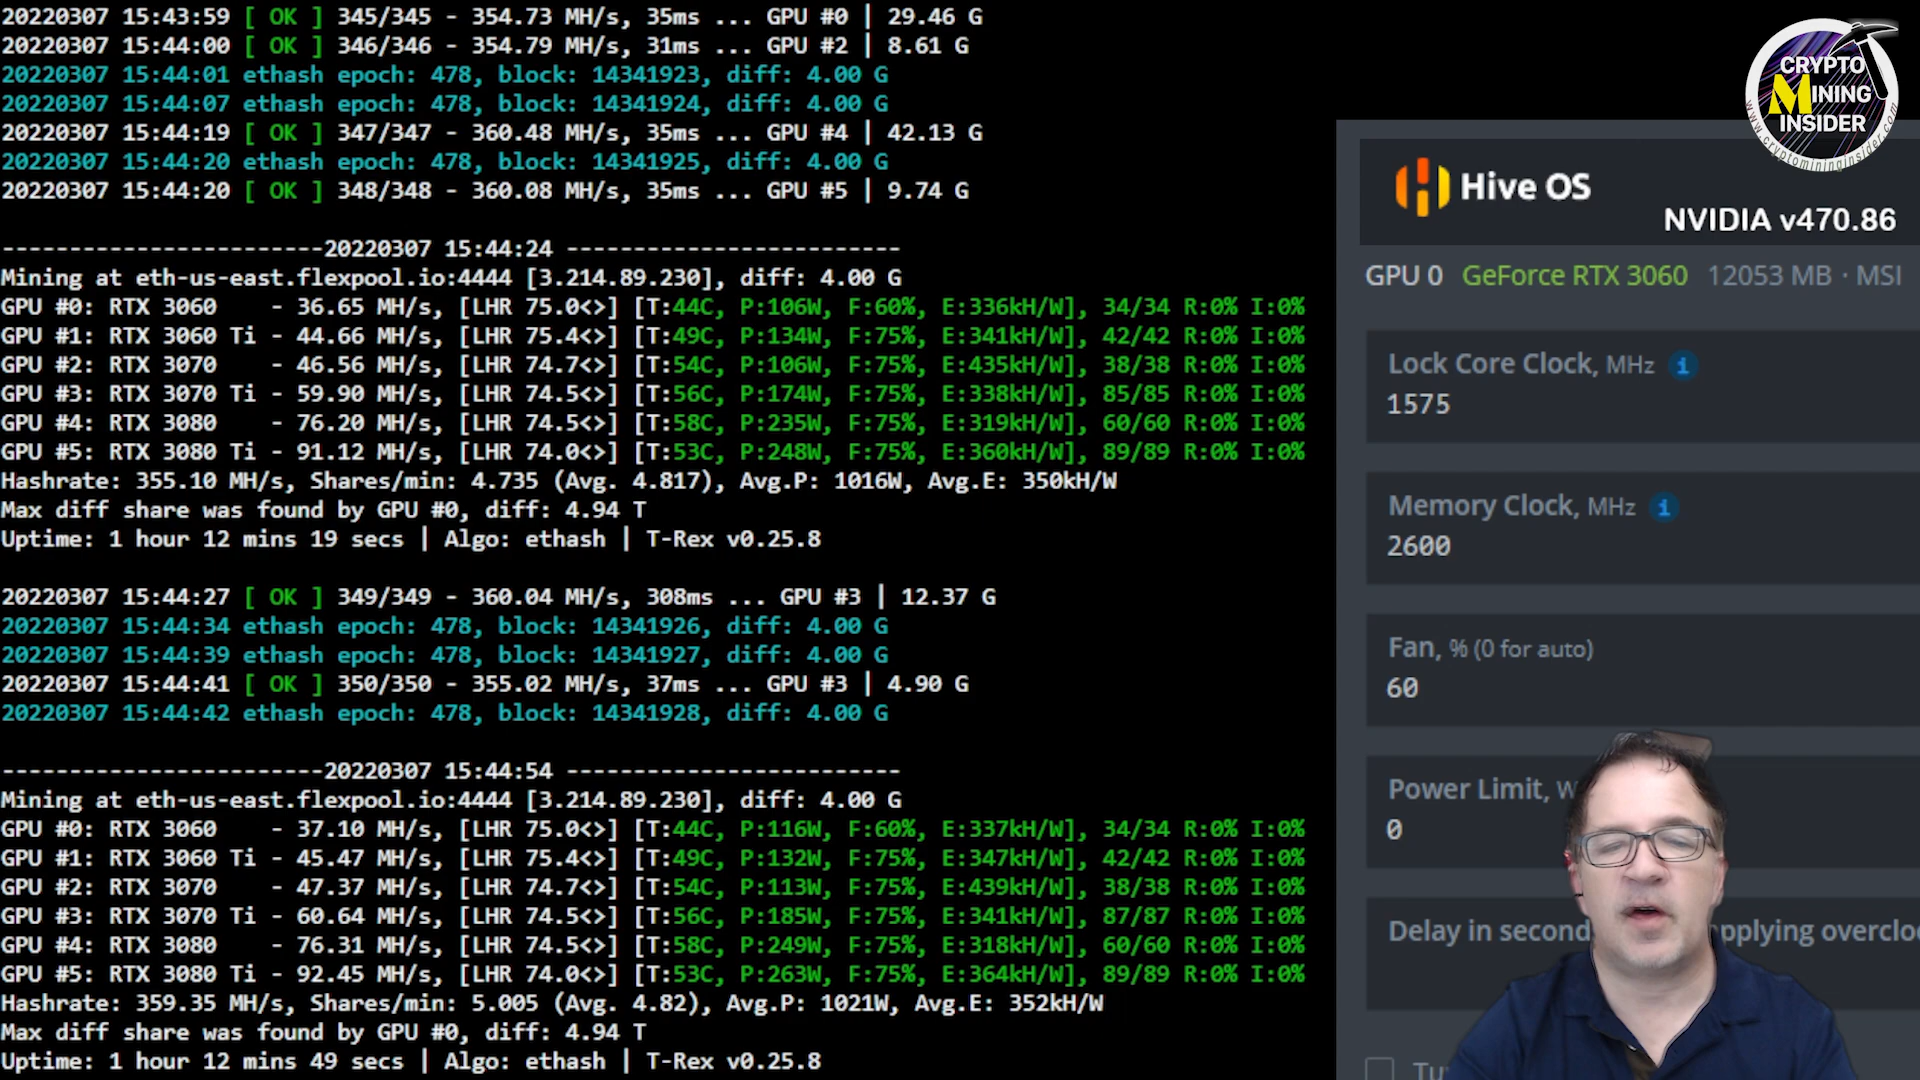 20220307 15:43:59 [ OK ] 345/345 - 354.73 MH/s, 35ms ... GPU #0 | 29.46 G
20220307 15:44:00 [ OK ] 346/346 - 354.79 MH/s, 31ms ... GPU #2 | 8.61 G
20220307 15:44:01 ethash epoch: 478, block: 14341923, diff: 4.00 G
20220307 15:44:07 ethash epoch: 478, block: 14341924, diff: 4.00 G
20220307 15:44:19 [ OK ] 347/347 - 360.48 MH/s, 35ms ... GPU #4 | 42.13 G
20220307 15:44:20 ethash epoch: 478, block: 14341925, diff: 4.00 G
20220307 15:44:20 [ OK ] 348/348 - 360.08 MH/s, 35ms ... GPU #5 | 9.74 G
------------------------20220307 15:44:24 -------------------------
Mining at eth-us-east.flexpool.io:4444 [3.214.89.230], diff: 4.00 G
GPU #0: RTX 3060    - 36.65 MH/s, [LHR 75.0<>] [T:44C, P:106W, F:60%, E:336kH/W], 34/34 R:0% I:0%
GPU #1: RTX 3060 Ti - 44.66 MH/s, [LHR 75.4<>] [T:49C, P:134W, F:75%, E:341kH/W], 42/42 R:0% I:0%
GPU #2: RTX 3070    - 46.56 MH/s, [LHR 74.7<>] [T:54C, P:106W, F:75%, E:435kH/W], 38/38 R:0% I:0%
GPU #3: RTX 3070 Ti - 59.90 MH/s, [LHR 74.5<>] [T:56C, P:174W, F:75%, E:338kH/W], 85/85 R:0% I:0%
GPU #4: RTX 3080    - 76.20 MH/s, [LHR 74.5<>] [T:58C, P:235W, F:75%, E:319kH/W], 60/60 R:0% I:0%
GPU #5: RTX 3080 Ti - 91.12 MH/s, [LHR 74.0<>] [T:53C, P:248W, F:75%, E:360kH/W], 89/89 R:0% I:0%
Hashrate: 355.10 MH/s, Shares/min: 4.735 (Avg. 4.817), Avg.P: 1016W, Avg.E: 350kH/W
Max diff share was found by GPU #0, diff: 4.94 T
Uptime: 1 hour 12 mins 19 secs | Algo: ethash | T-Rex v0.25.8
20220307 15:44:27 [ OK ] 349/349 - 360.04 MH/s, 308ms ... GPU #3 | 12.37 G
20220307 15:44:34 ethash epoch: 478, block: 14341926, diff: 4.00 G
20220307 15:44:39 ethash epoch: 478, block: 14341927, diff: 4.00 G
20220307 15:44:41 [ OK ] 350/350 - 355.02 MH/s, 37ms ... GPU #3 | 4.90 G
20220307 15:44:42 ethash epoch: 478, block: 14341928, diff: 4.00 G
------------------------20220307 15:44:54 -------------------------
Mining at eth-us-east.flexpool.io:4444 [3.214.89.230], diff: 4.00 G
GPU #0: RTX 3060    - 37.10 MH/s, [LHR 75.0<>] [T:44C, P:116W, F:60%, E:337kH/W], 34/34 R:0% I:0%
GPU #1: RTX 3060 Ti - 45.47 MH/s, [LHR 75.4<>] [T:49C, P:132W, F:75%, E:347kH/W], 42/42 R:0% I:0%
GPU #2: RTX 3070    - 47.37 MH/s, [LHR 74.7<>] [T:54C, P:113W, F:75%, E:439kH/W], 38/38 R:0% I:0%
GPU #3: RTX 3070 Ti - 60.64 MH/s, [LHR 74.5<>] [T:56C, P:185W, F:75%, E:341kH/W], 87/87 R:0% I:0%
GPU #4: RTX 3080    - 76.31 MH/s, [LHR 74.5<>] [T:58C, P:249W, F:75%, E:318kH/W], 60/60 R:0% I:0%
GPU #5: RTX 3080 Ti - 92.45 MH/s, [LHR 74.0<>] [T:53C, P:263W, F:75%, E:364kH/W], 89/89 R:0% I:0%
Hashrate: 359.35 MH/s, Shares/min: 5.005 (Avg. 4.82), Avg.P: 1021W, Avg.E: 352kH/W
Max diff share was found by GPU #0, diff: 4.94 T
Uptime: 1 hour 12 mins 49 secs | Algo: ethash | T-Rex v0.25.8
CRYPTO
MINING
INSIDER
www.cryptomininginsider.com
Hive OS
NVIDIA v470.86
GPU 0 GeForce RTX 3060 12053 MB · MSI
Lock Core Clock, MHz
1575
Memory Clock, MHz
2600
Fan, % (0 for auto)
60
Power Limit, W
0
Delay in second pplying overclo